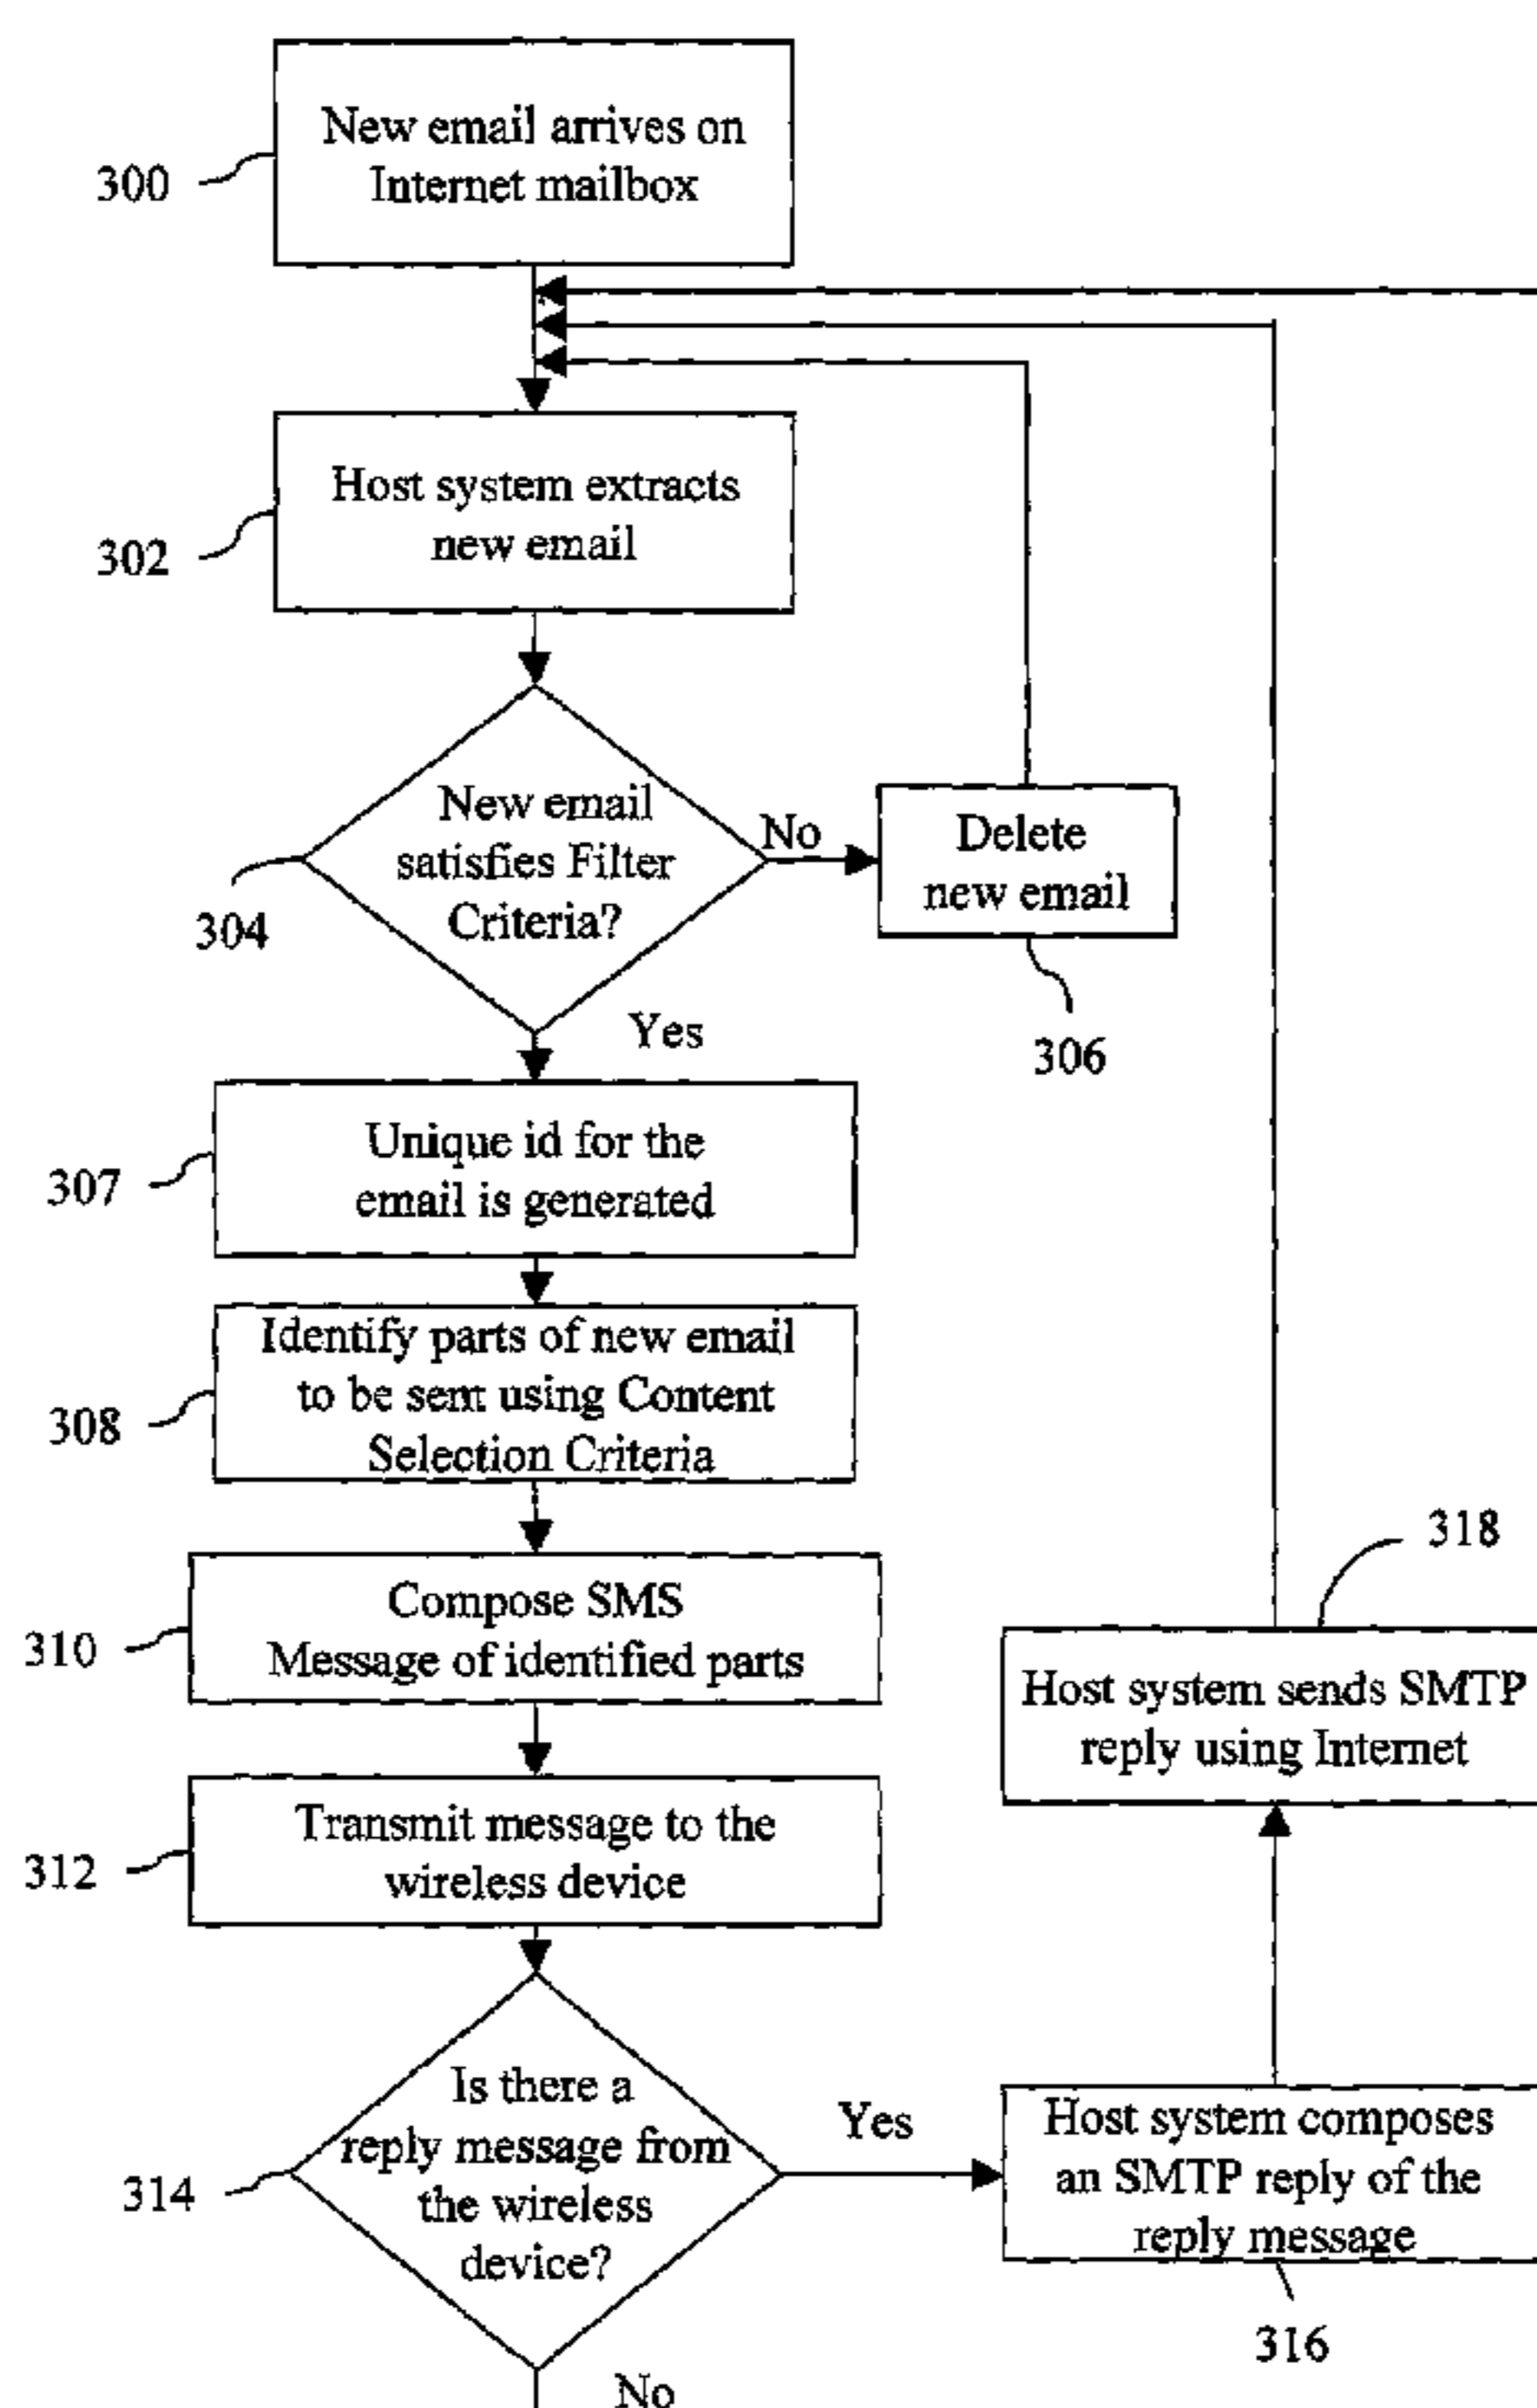 New email arrives on
Internet mailbox
300
Host system extracts
new email
302
New email
satisfies Filter
Criteria?
304
No
Delete
new email
306
Yes
Unique id for the
email is generated
307
Identify parts of new email
to be sent using Content
Selection Criteria
308
Compose SMS
Message of identified parts
310
318
Host system sends SMTP
reply using Internet
Transmit message to the
wireless device
312
Is there a
reply message from
the wireless
device?
314
Yes
Host system composes
an SMTP reply of the
reply message
316
No